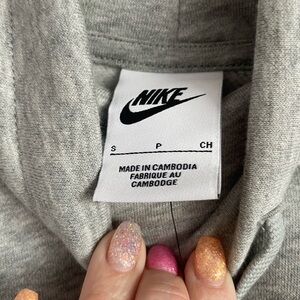 NIKE
S P CH
MADE IN CAMBODIA
FABRIQUE AU
CAMBODGE